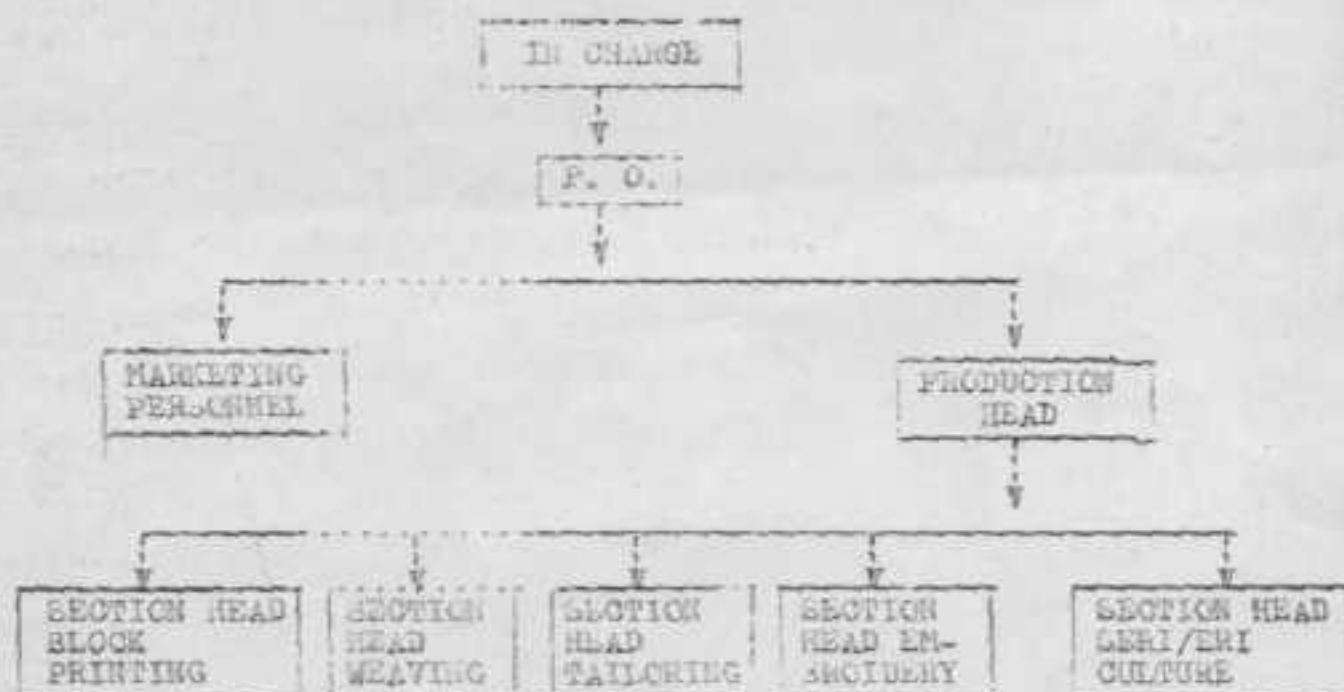 IN CHARGE
P. O.
MARKETING
PERSONNEL
PRODUCTION
HEAD
SECTION HEAD
BLOCK
PRINTING
SECTION
HEAD
WEAVING
SECTION
HEAD
TAILORING
SECTION
HEAD EM-
BROIDERY
SECTION HEAD
SERI/ERI
CULTURE